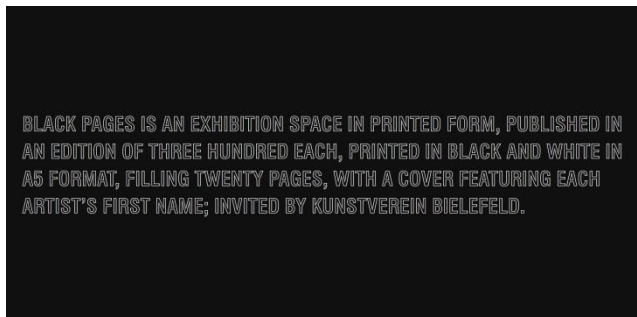 BLACK PAGES IS AN EXHIBITION SPACE IN PRINTED FORM, PUBLISHED IN
AN EDITION OF THREE HUNDRED EACH, PRINTED IN BLACK AND WHITE IN
A5 FORMAT, FILLING TWENTY PAGES, WITH A COVER FEATURING EACH
ARTIST'S FIRST NAME; INVITED BY KUNSTVEREIN BIELEFELD.